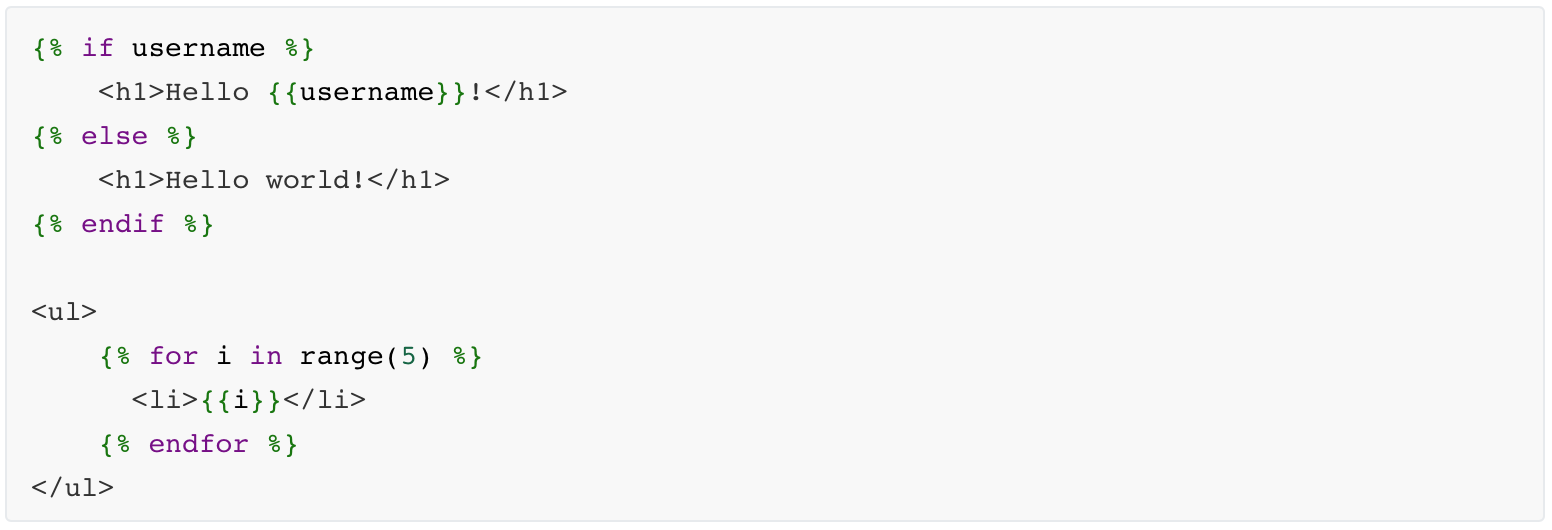 {% if username %}
    <h1>Hello {{username}}!</h1>
{% else %}
    <h1>Hello world!</h1>
{% endif %}

<ul>
    {% for i in range(5) %}
      <li>{{i}}</li>
    {% endfor %}
</ul>